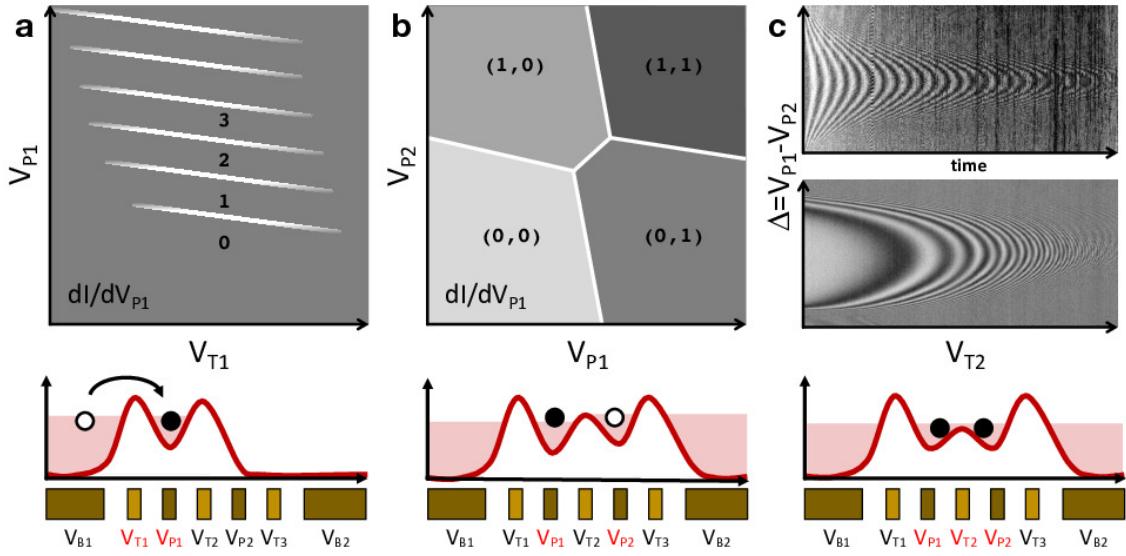 a
V_P1
3
2
1
0
dI/dV_P1
V_T1
V_B1 V_T1 V_P1 V_T2 V_P2 V_T3 V_B2
b
V_P2
(1,0) (1,1)
(0,0) (0,1)
dI/dV_P1
V_P1
V_B1 V_T1 V_P1 V_T2 V_P2 V_T3 V_B2
c
Δ=V_P1-V_P2
time
V_T2
V_B1 V_T1 V_P1 V_T2 V_P2 V_T3 V_B2